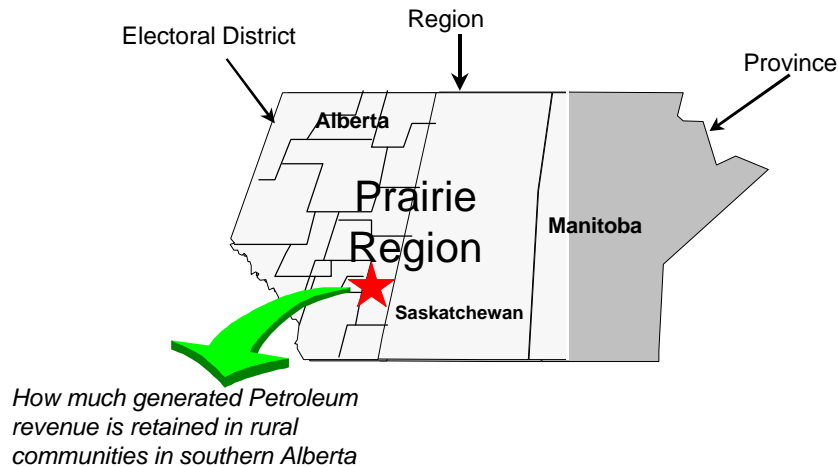 Region
Electoral District
Province
Alberta
Prairie
Region
Manitoba
Saskatchewan
How much generated Petroleum
revenue is retained in rural
communities in southern Alberta